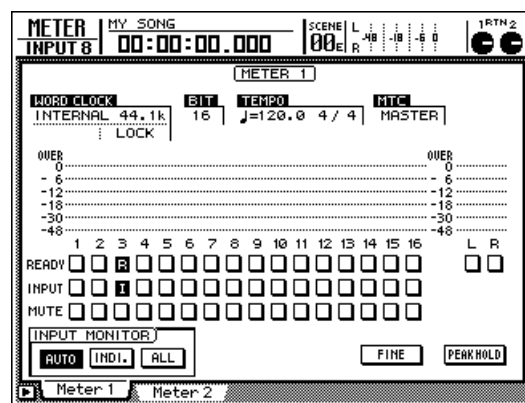 METER MY SONG SCENE L -48 -18 -6 0 1 RTN 2
INPUT 8 00:00:00.000 00E R
METER 1
WORD CLOCK BIT TEMPO MTC
INTERNAL 44.1k 16 ♩=120.0 4/4 MASTER
LOCK
OVER OVER
0 0
- 6 - 6
-12 -12
-18 -18
-30 -30
-48 -48
1 2 3 4 5 6 7 8 9 10 11 12 13 14 15 16 L R
READY R
INPUT I
MUTE
INPUT MONITOR
AUTO INDI. ALL FINE PEAKHOLD
Meter 1 Meter 2